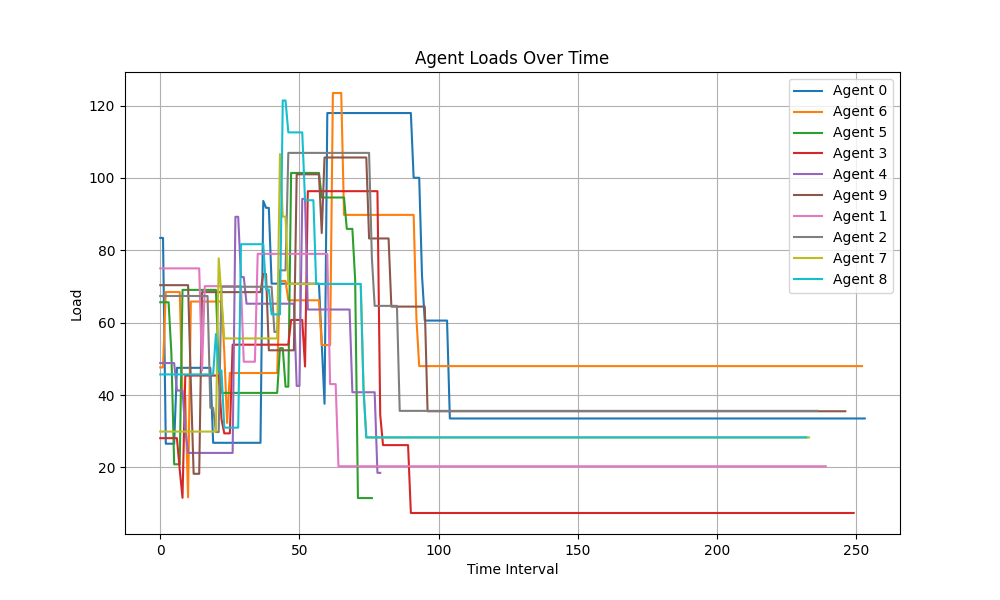 Agent Loads Over Time
Load
120
100
80
60
40
20
0
50
100
150
200
250
Time Interval
Agent 0
Agent 6
Agent 5
Agent 3
Agent 4
Agent 9
Agent 1
Agent 2
Agent 7
Agent 8